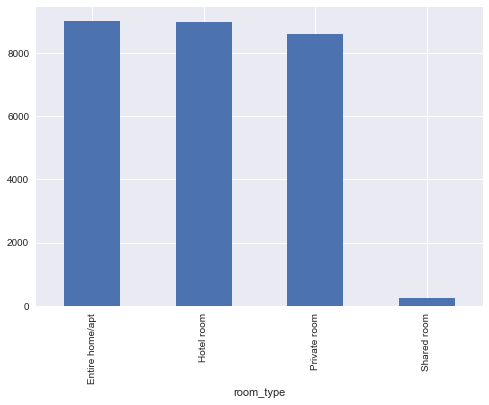 8000
6000
4000
2000
0
Entire home/apt
Hotel room
Private room
Shared room
room_type